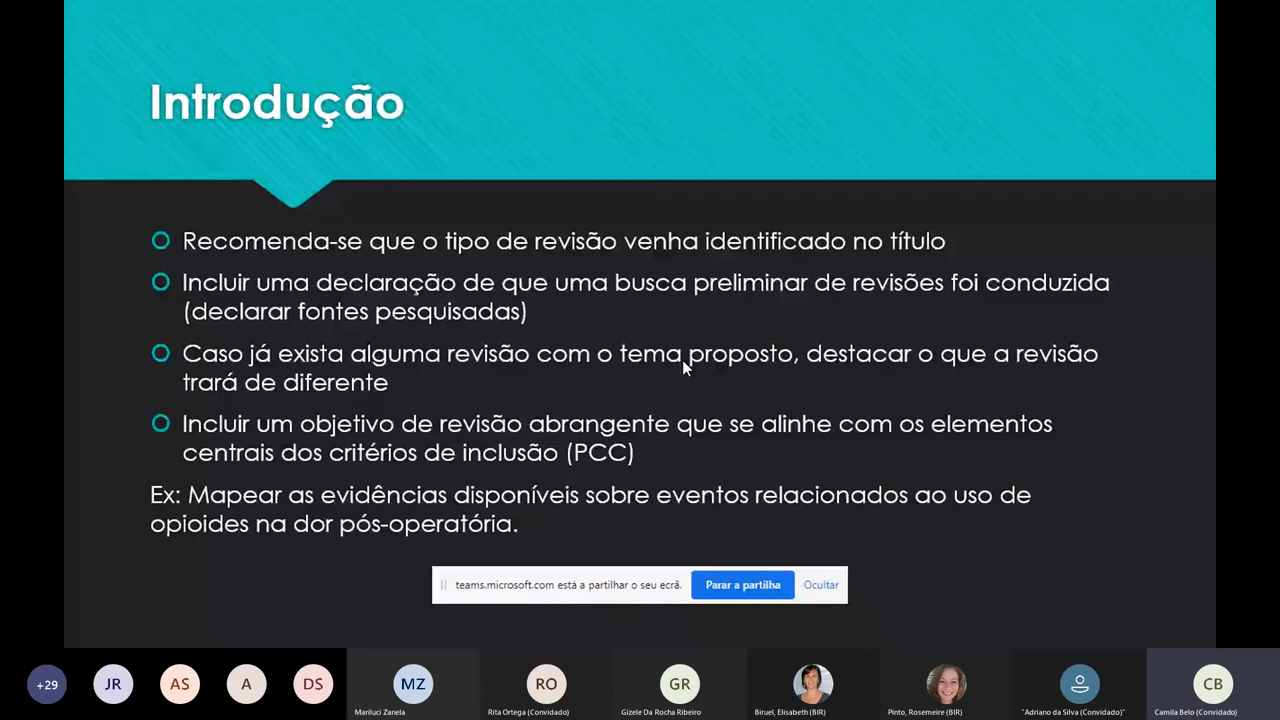 Introdução
Recomenda-se que o tipo de revisão venha identificado no título
Incluir uma declaração de que uma busca preliminar de revisões foi conduzida
(declarar fontes pesquisadas)
Caso já exista alguma revisão com o tema proposto, destacar o que a revisão
trará de diferente
Incluir um objetivo de revisão abrangente que se alinhe com os elementos
centrais dos critérios de inclusão (PCC)
Ex: Mapear as evidências disponíveis sobre eventos relacionados ao uso de
opioides na dor pós-operatória.
teams.microsoft.com está a partilhar o seu ecrã. Parar a partilha Ocultar
+29 JR AS A DS MZ RO GR CB
Mariluci Zanela Rita Ortega (Convidado) Gizele Da Rocha Ribeiro Biruel, Elisabeth (BIR) Pinto, Rosemeire (BIR) "Adriano da Silva (Convidado)" Camila Belo (Convidado)